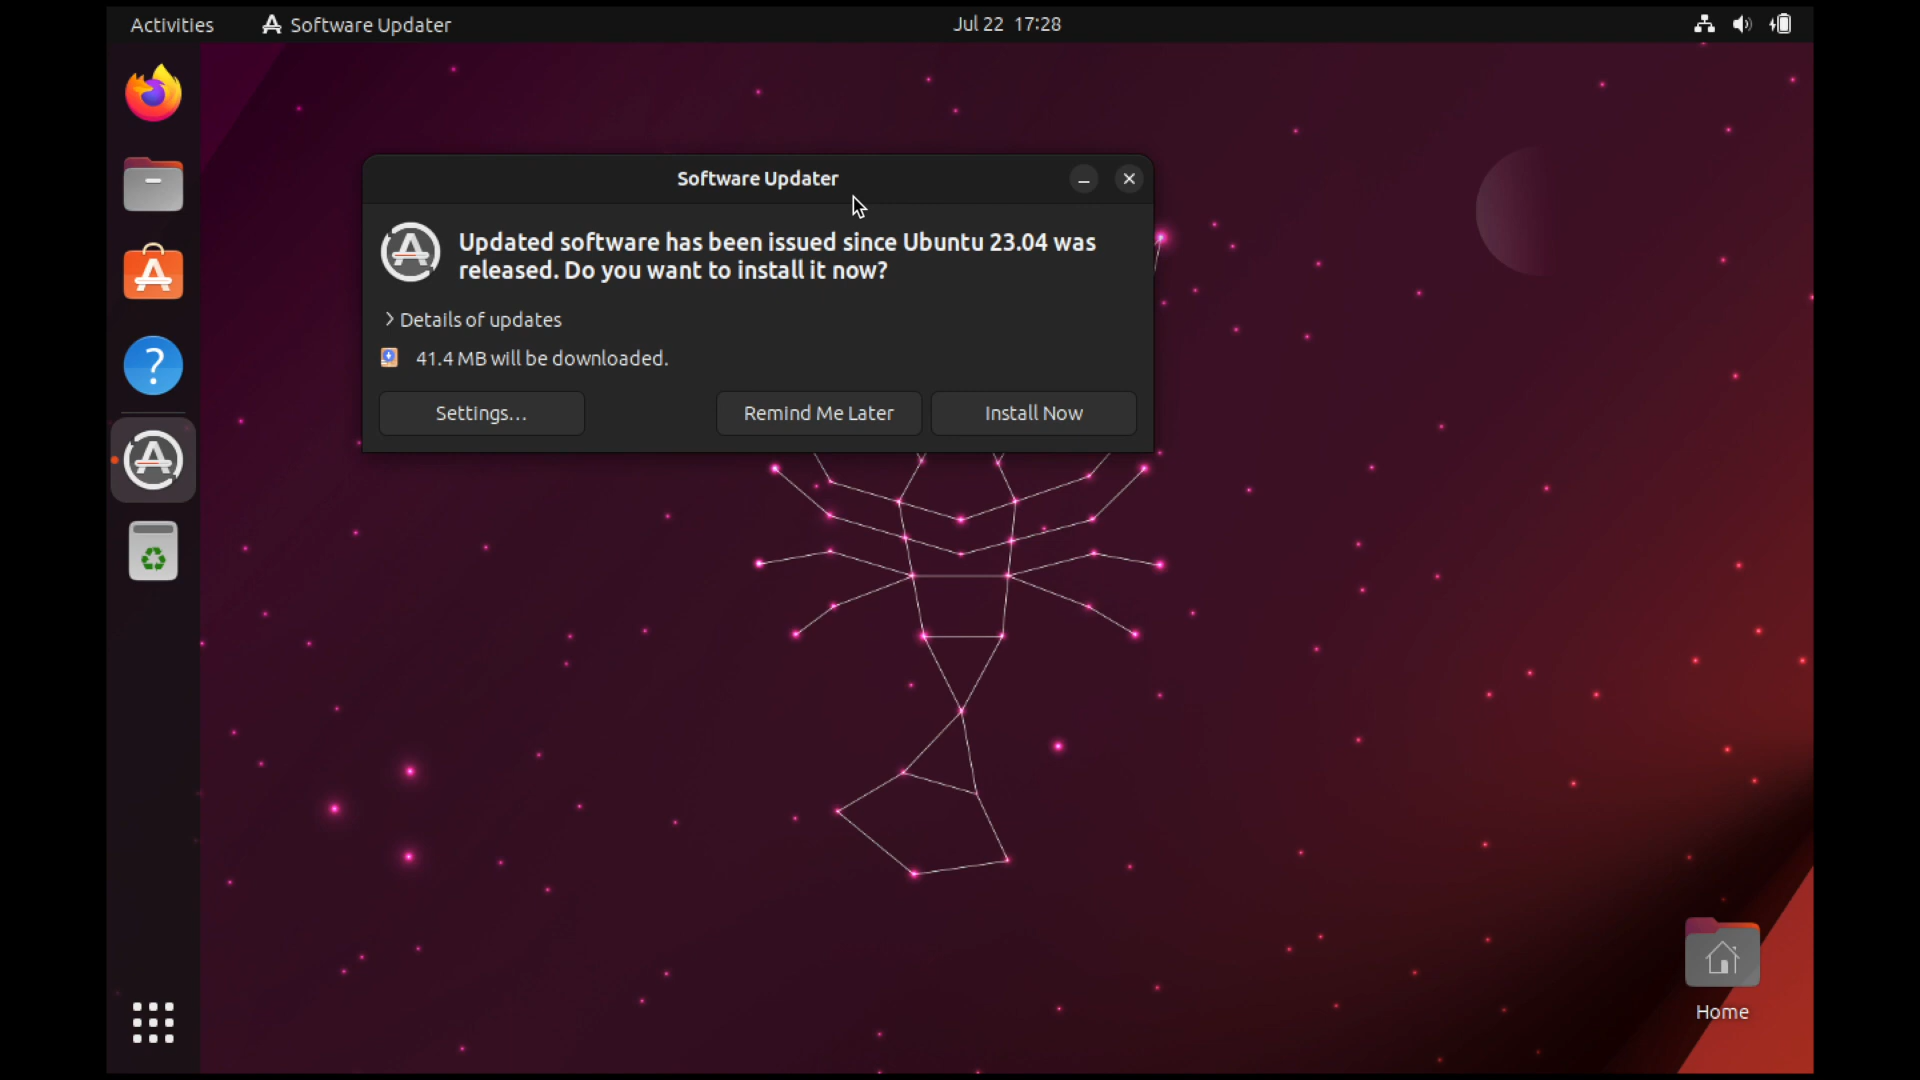 Activities
Software Updater
Jul 22 17:28
Software Updater
Updated software has been issued since Ubuntu 23.04 was
released. Do you want to install it now?
Details of updates
41.4 MB will be downloaded.
Settings…
Remind Me Later
Install Now
Home